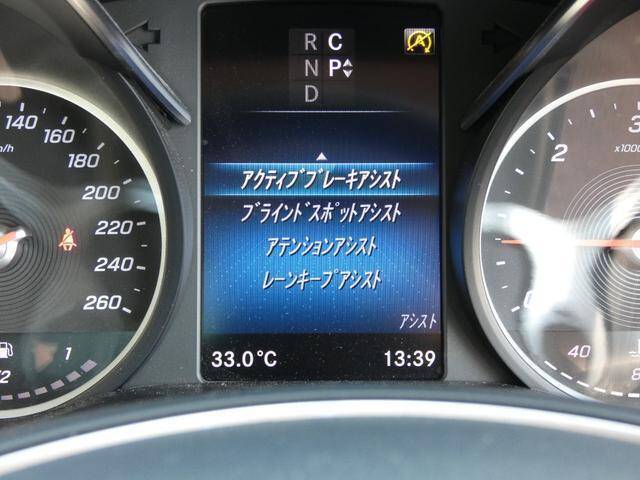 R C
N P
D
A
アクティブブレーキアシスト
ブラインドスポットアシスト
アテンションアシスト
レーンキープアシスト
アシスト
33.0°C
13:39
140
160
180
200
220
240
260
1
2
3
x1000
40